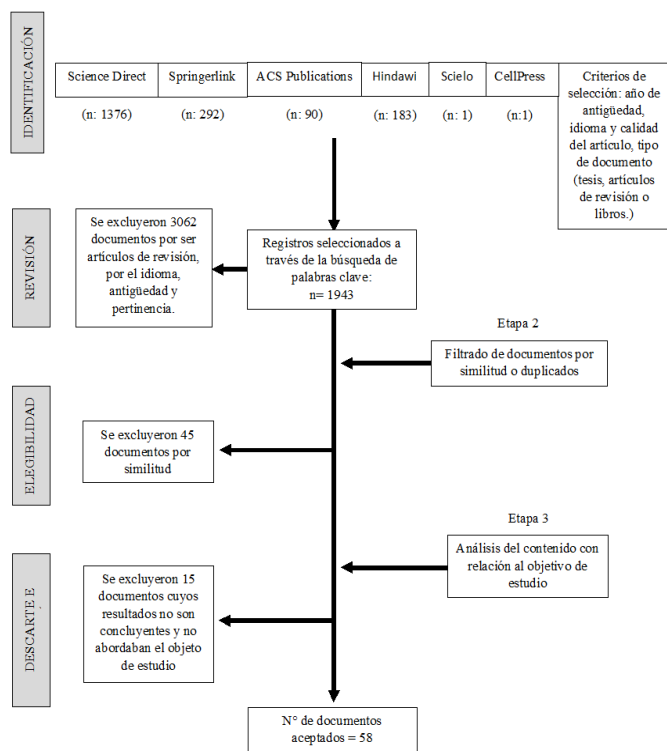 IDENTIFICACIÓN
Science Direct
Springerlink
ACS Publications
Hindawi
Scielo
CellPress
(n: 1376)
(n: 292)
(n: 90)
(n: 183)
(n: 1)
(n:1)
Criterios de
selección: año de
antigüedad,
idioma y calidad
del artículo, tipo
de documento
(tesis, artículos
de revisión o
libros.)
REVISIÓN
Se excluyeron 3062
documentos por ser
artículos de revisión,
por el idioma,
antigüedad y
pertinencia.
Registros seleccionados a
través de la búsqueda de
palabras clave:
n= 1943
Etapa 2
Filtrado de documentos por
similitud o duplicados
ELEGIBILIDAD
Se excluyeron 45
documentos por
similitud
Etapa 3
Análisis del contenido con
relación al objetivo de
estudio
DESCARTE E
Se excluyeron 15
documentos cuyos
resultados no son
concluyentes y no
abordaban el objeto
de estudio
N° de documentos
aceptados = 58